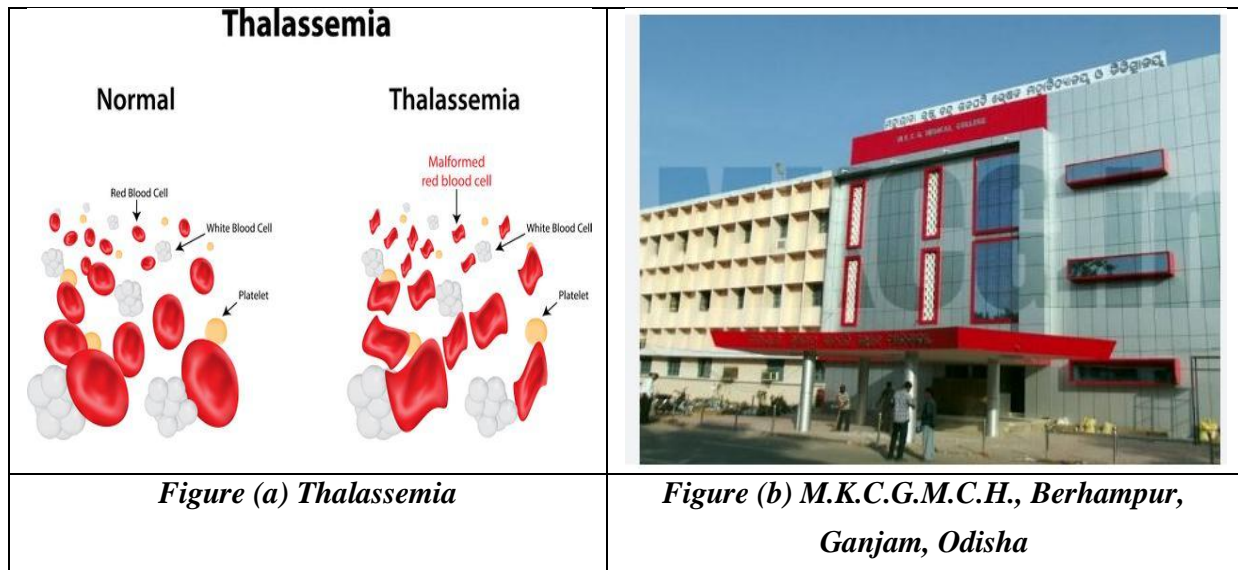 Thalassemia
Normal
Thalassemia
Malformed
red blood cell
Red Blood Cell
White Blood Cell
White Blood Cell
Platelet
Platelet
M.K.C.G. MEDICAL COLLEGE
Figure (a) Thalassemia
Figure (b) M.K.C.G.M.C.H., Berhampur,
Ganjam, Odisha